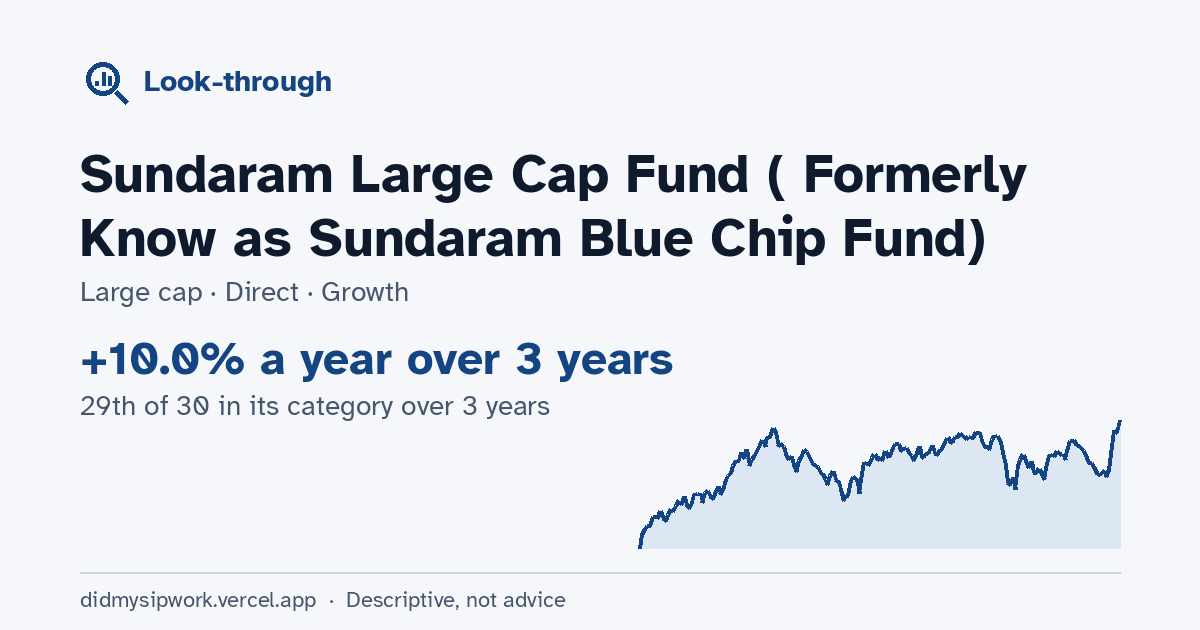 Look-through
Sundaram Large Cap Fund ( Formerly
Know as Sundaram Blue Chip Fund)
Large cap · Direct · Growth
+10.0% a year over 3 years
29th of 30 in its category over 3 years
didmysipwork.vercel.app · Descriptive, not advice